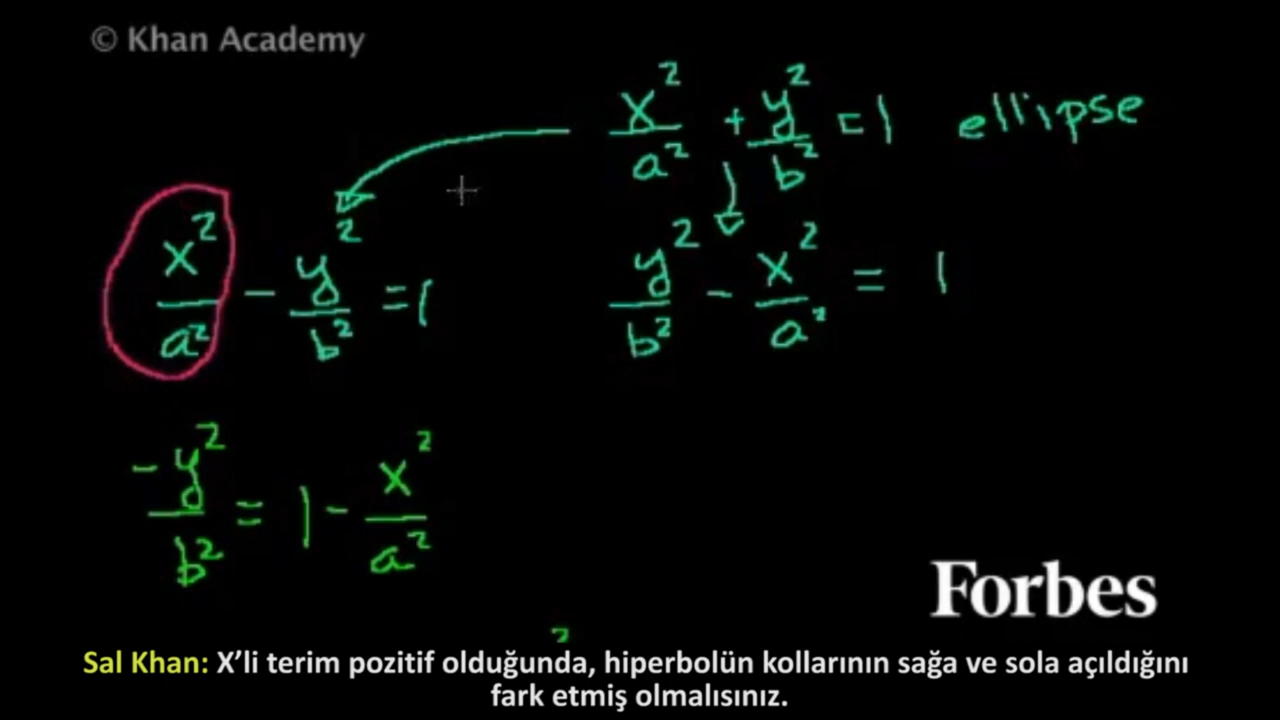 © Khan Academy
x²/a² + y²/b² = 1 ellipse
x²/a² - y²/b² = 1
y²/b² - x²/a² = 1
-y²/b² = 1 - x²/a²
2
Forbes
Sal Khan: X’li terim pozitif olduğunda, hiperbolün kollarının sağa ve sola açıldığını
fark etmiş olmalısınız.